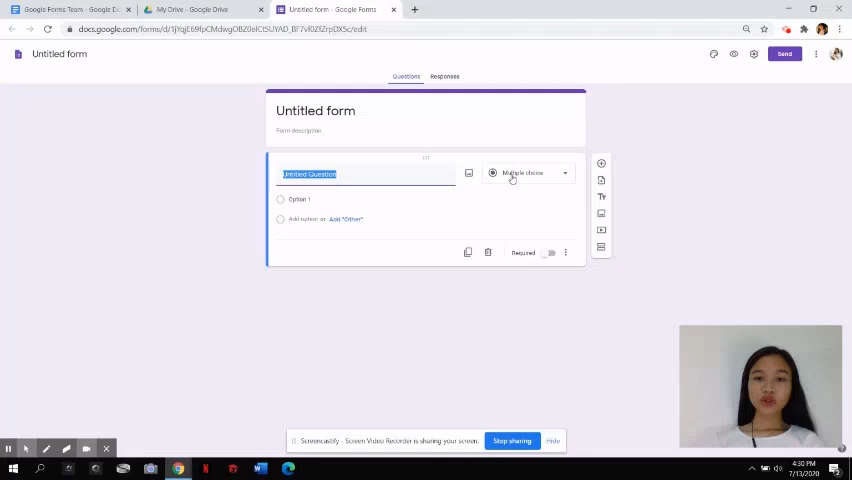 Google Forms Team - Google Do
My Drive - Google Drive
Untitled form - Google Forms
docs.google.com/forms/d/
/edit
Untitled form
Send
Questions
Responses
Untitled form
Form description
Untitled Question
Multiple choice
Option 1
Add option or Add "Other"
Required
Screencastify - Screen Video Recorder is sharing your screen.
Stop sharing
Hide
4:30 PM
7/13/2020